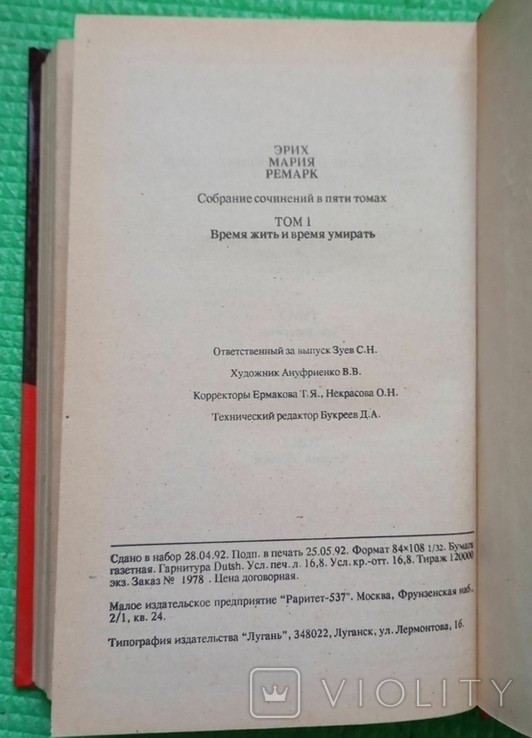 ЭРИХ
МАРИЯ
РЕМАРК
Собрание сочинений в пяти томах
ТОМ 1
Время жить и время умирать
Ответственный за выпуск Зуев С.Н.
Художник Ануфриенко В.В.
Корректоры Ермакова Т.Я., Некрасова О.Н.
Технический редактор Букреев Д.А.
Сдано в набор 28.04.92. Подп. в печать 25.05.92. Формат 84×108 1/32. Бумага
газетная. Гарнитура Dutsh. Усл. печ. л. 16,8. Усл. кр.-отт. 16,8. Тираж 120000
экз. Заказ № 1978 . Цена договорная.
Малое издательское предприятие "Раритет-537". Москва, Фрунзенская наб.,
2/1, кв. 24.
Типография издательства "Лугань", 348022, Луганск, ул. Лермонтова, 1б.
VIOLITY